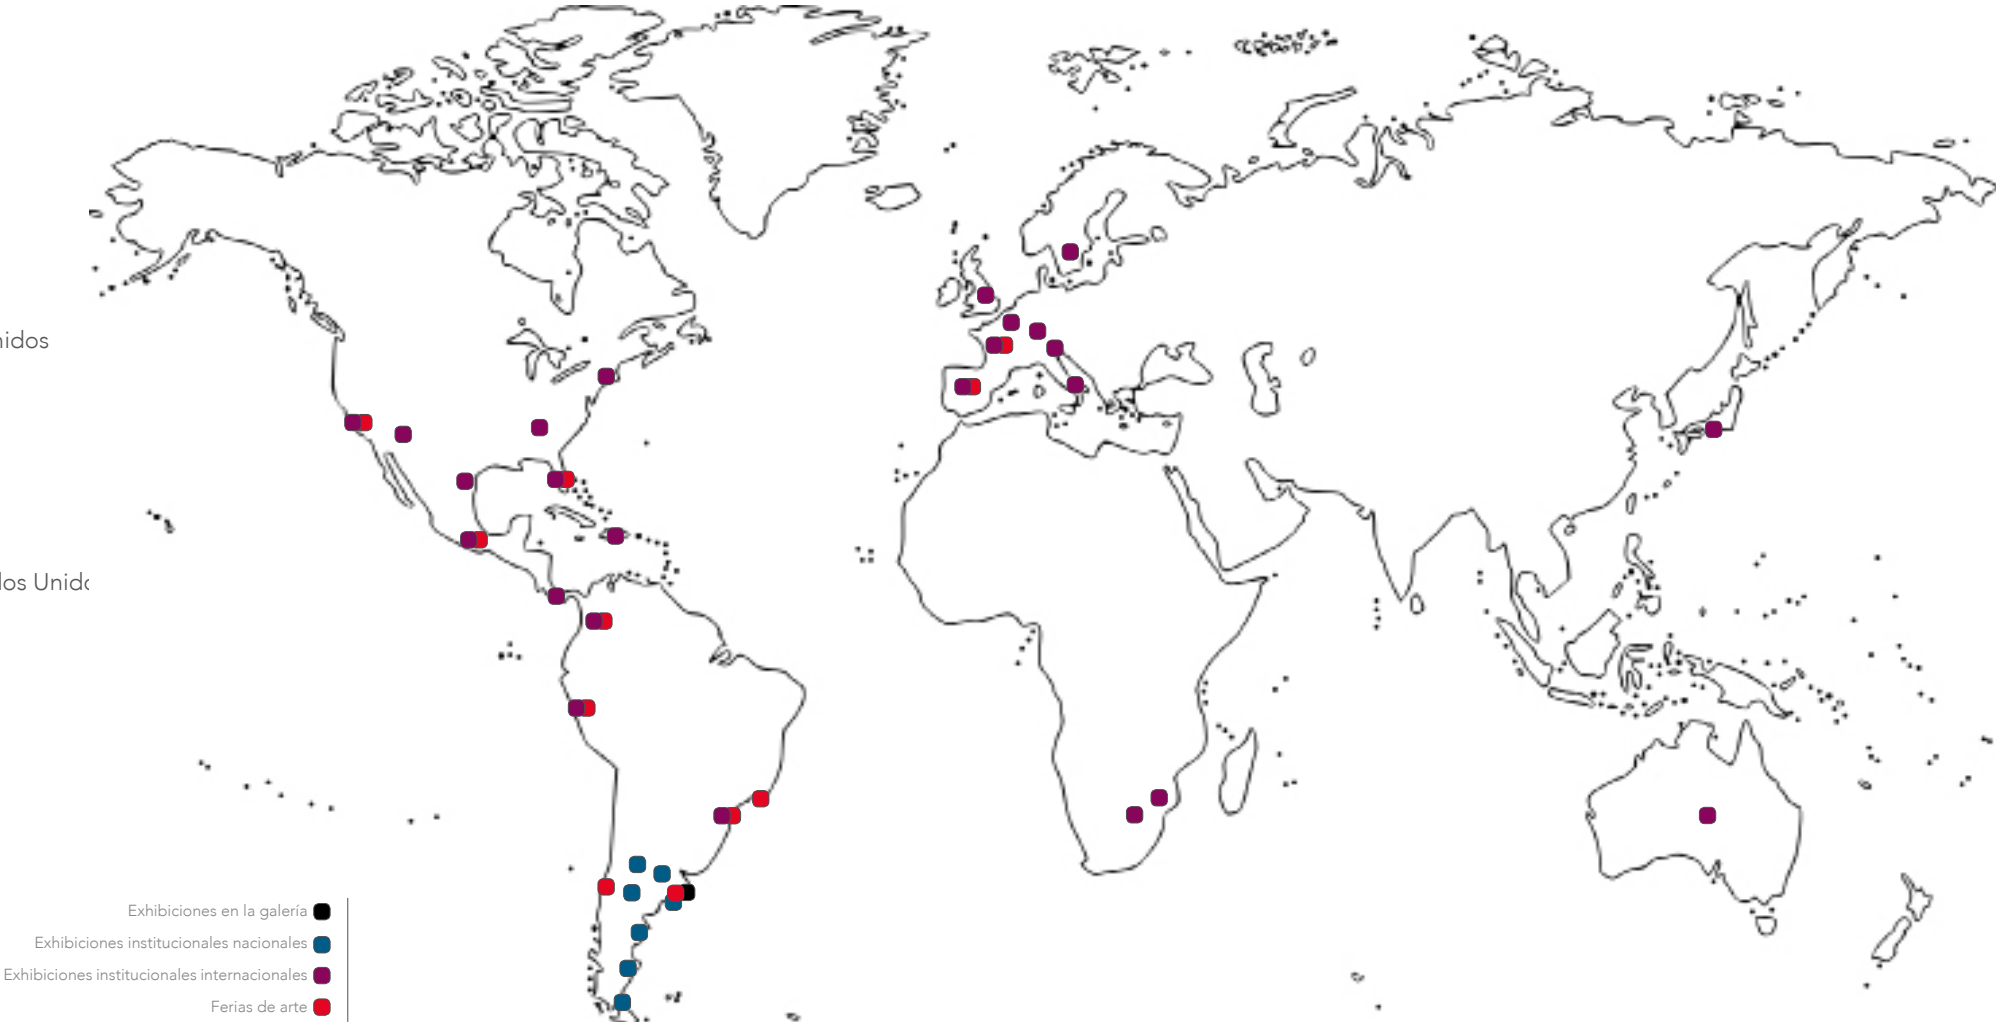 nidos
los Unid
Exhibiciones en la galería
Exhibiciones institucionales nacionales
Exhibiciones institucionales internacionales
Ferias de arte